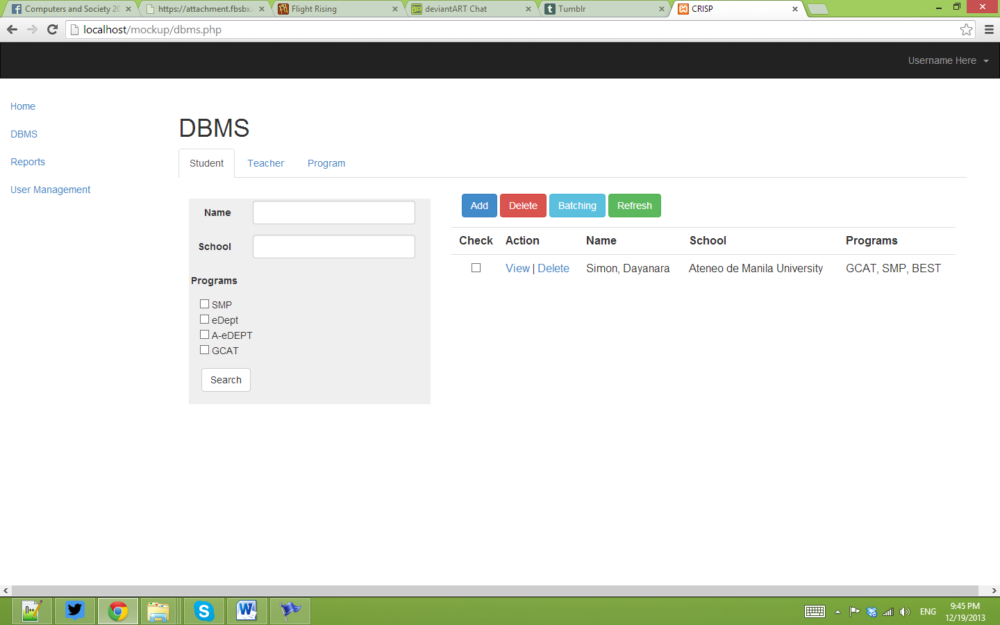 Computers and Society 20
https://attachment.fbsbx.
Flight Rising
deviantART Chat
Tumblr
CRISP
localhost/mockup/dbms.php
Username Here
Home
DBMS
Reports
User Management
DBMS
Student Teacher Program
Name
School
Programs
SMP
eDept
A-eDEPT
GCAT
Search
Add Delete Batching Refresh
Check Action Name School Programs
View | Delete Simon, Dayanara Ateneo de Manila University GCAT, SMP, BEST
ENG
9:45 PM
12/19/2013